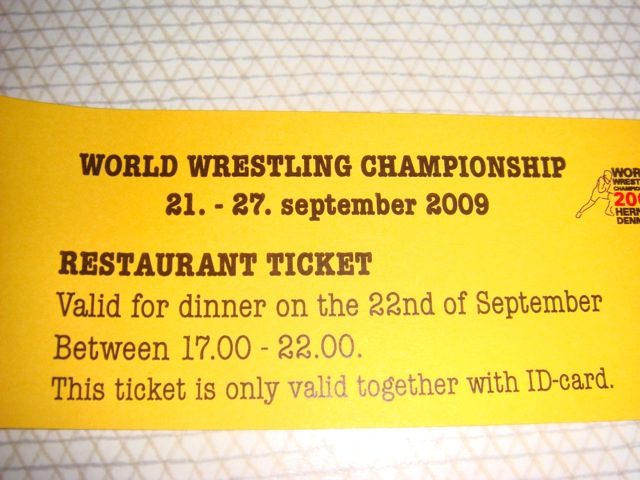 WORLD WRESTLING CHAMPIONSHIP
21. - 27. september 2009
RESTAURANT TICKET
Valid for dinner on the 22nd of September
Between 17.00 - 22.00.
This ticket is only valid together with ID-card.